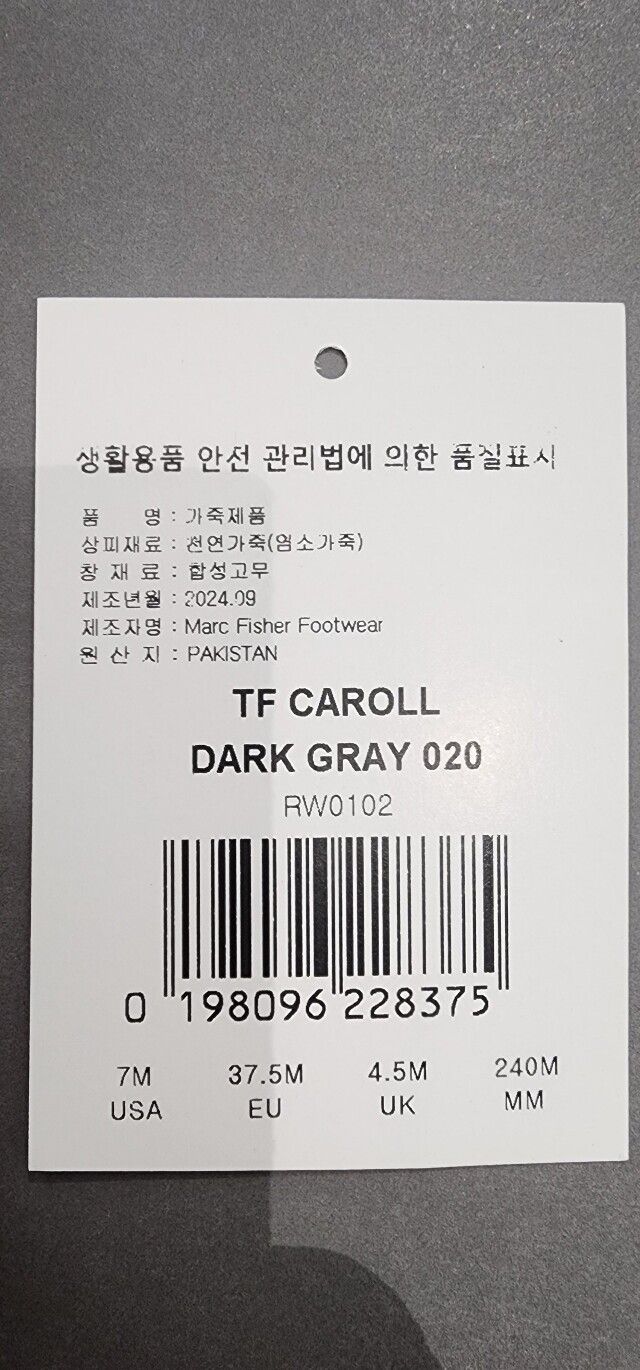 생활용품 안전 관리법에 의한 품질표시
품 명 : 가죽제품
상피재료 : 천연가죽(염소가죽)
창 재 료 : 합성고무
제조년월 : 2024.09
제조자명 : Marc Fisher Footwear
원 산 지 : PAKISTAN
TF CAROLL
DARK GRAY 020
RW0102
0 198096 228375
7M 37.5M 4.5M 240M
USA EU UK MM